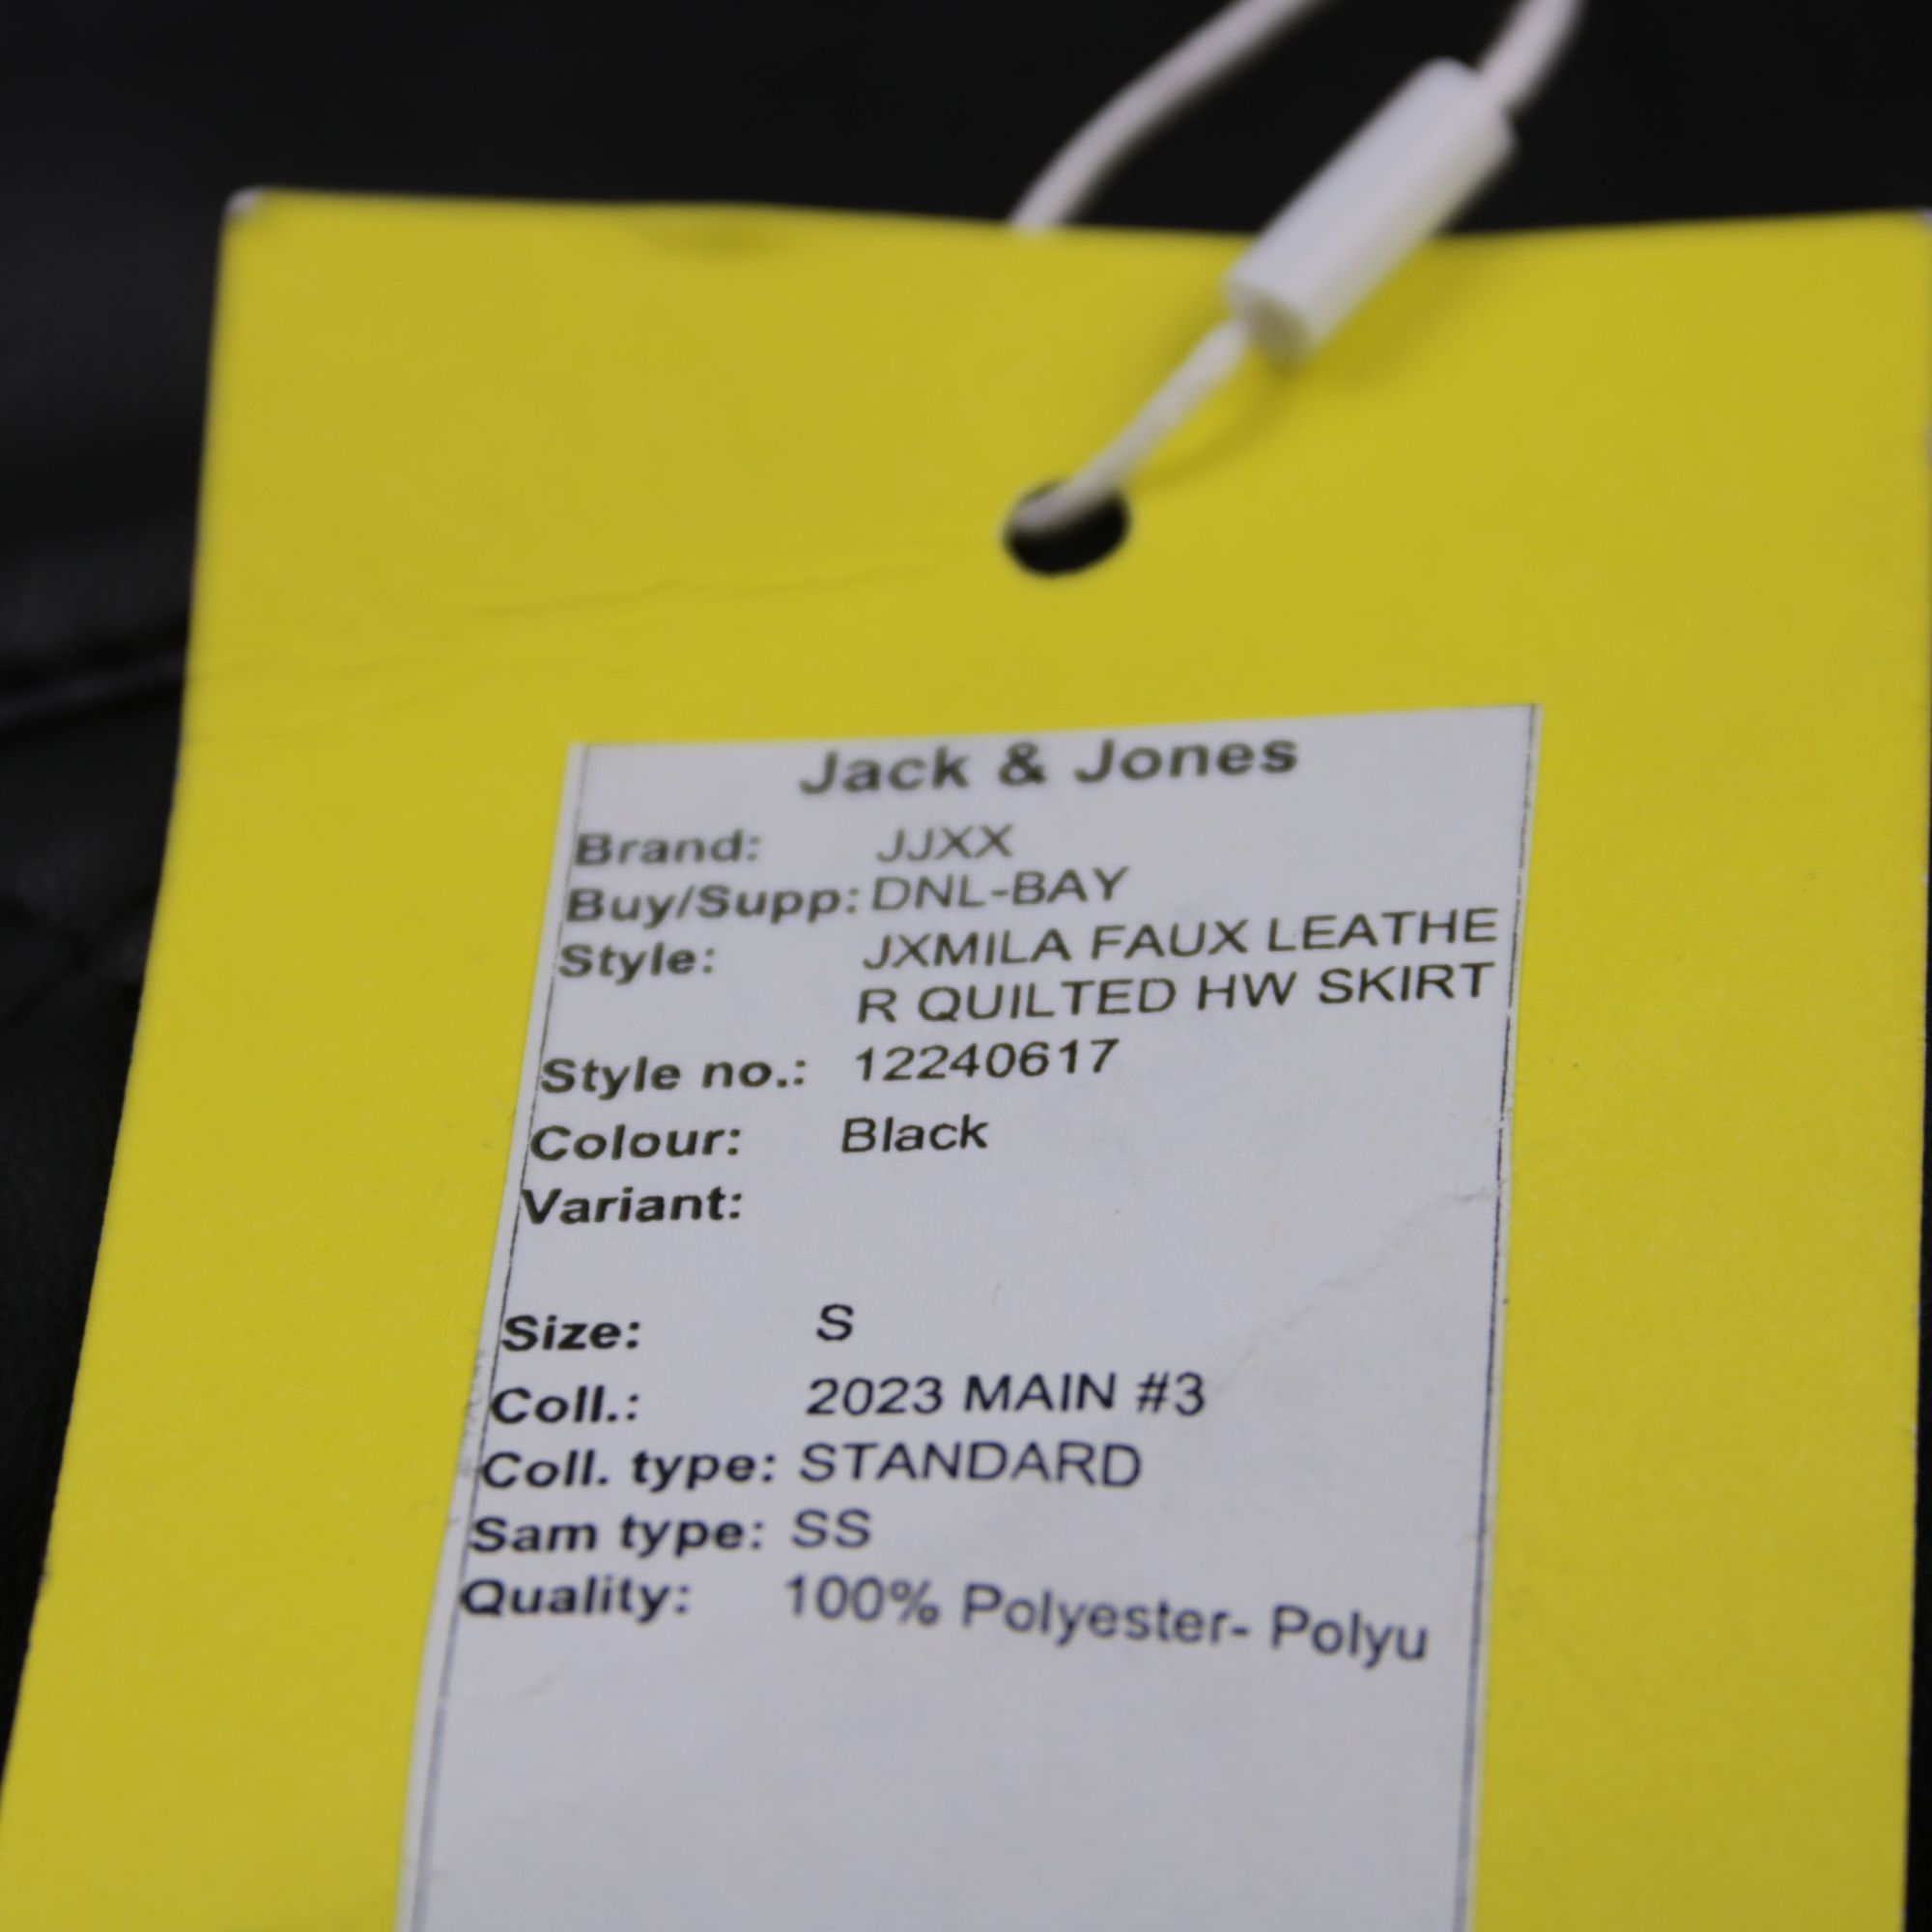 Jack & Jones
Brand: JJXX
Buy/Supp: DNL-BAY
Style: JXMILA FAUX LEATHE
R QUILTED HW SKIRT
Style no.: 12240617
Colour: Black
Variant:
Size: S
Coll.: 2023 MAIN #3
Coll. type: STANDARD
Sam type: SS
Quality: 100% Polyester- Polyu